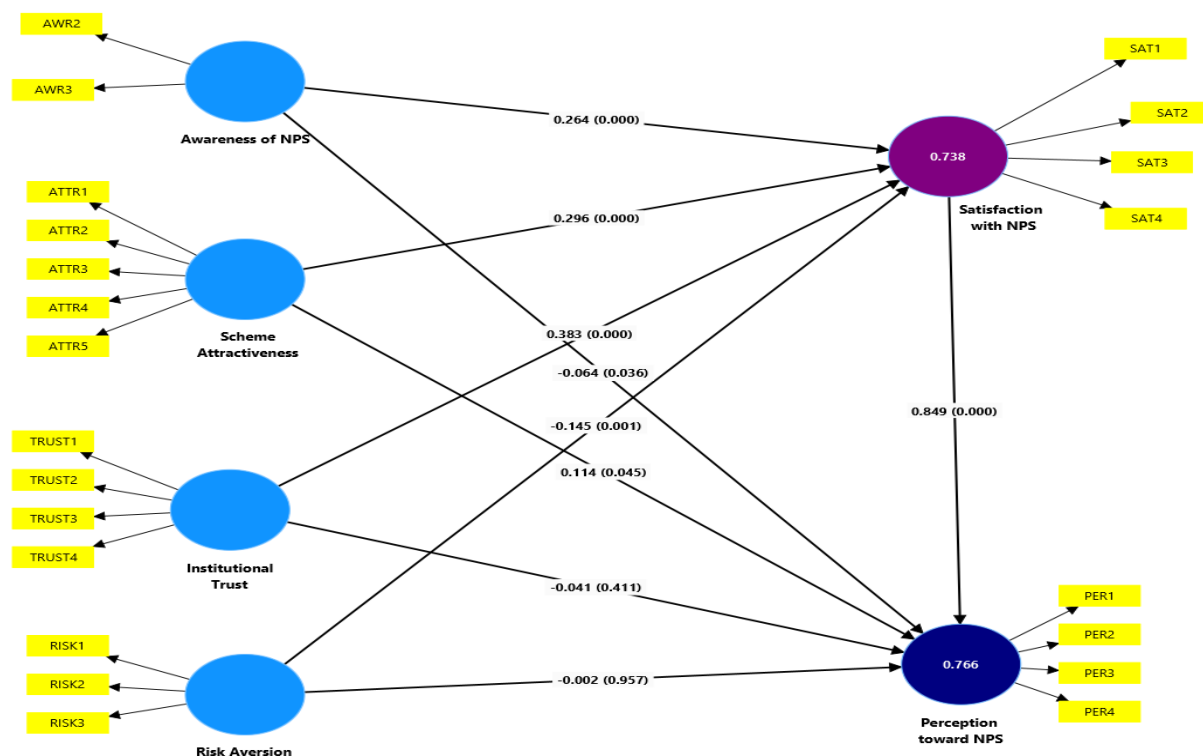 AWR2
AWR3
Awareness of NPS
ATTR1
ATTR2
ATTR3
ATTR4
ATTR5
Scheme
Attractiveness
TRUST1
TRUST2
TRUST3
TRUST4
Institutional
Trust
RISK1
RISK2
RISK3
Risk Aversion
0.264 (0.000)
0.296 (0.000)
0.383 (0.000)
-0.064 (0.036)
-0.145 (0.001)
0.114 (0.045)
-0.041 (0.411)
-0.002 (0.957)
0.849 (0.000)
0.738
Satisfaction
with NPS
SAT1
SAT2
SAT3
SAT4
0.766
Perception
toward NPS
PER1
PER2
PER3
PER4